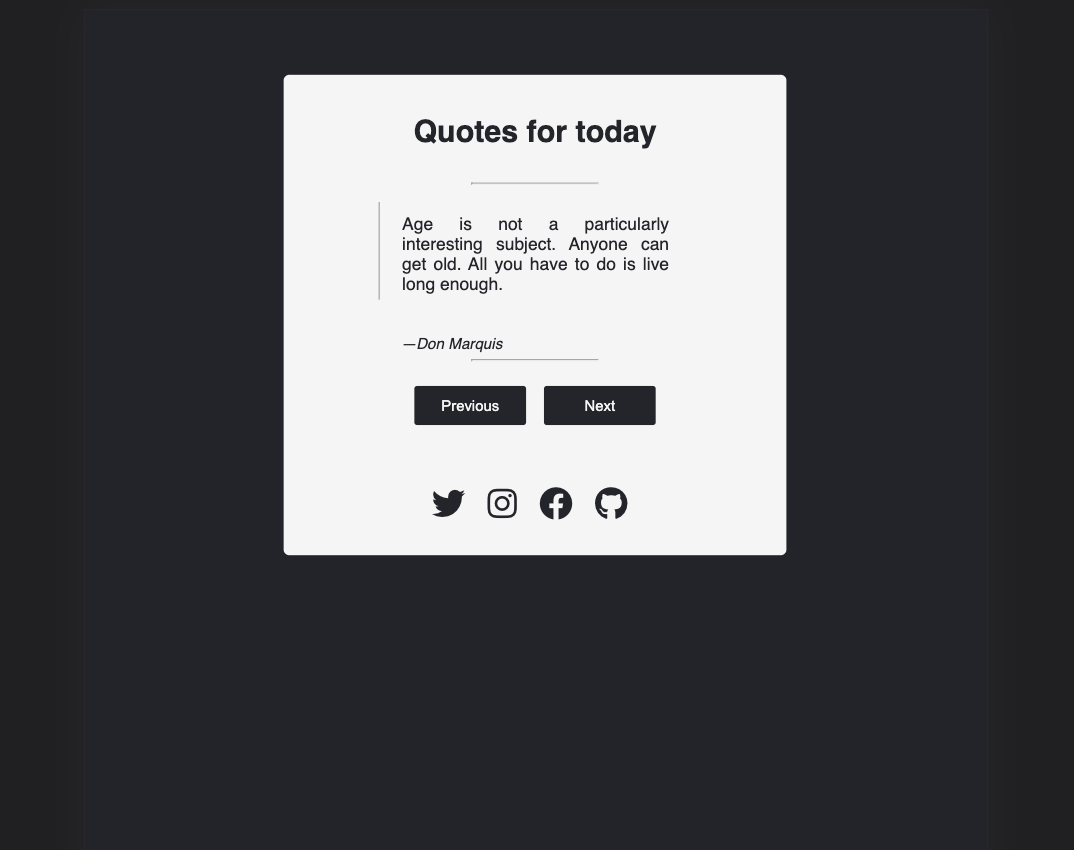 Quotes for today
Age is not a particularly
interesting subject. Anyone can
get old. All you have to do is live
long enough.
—Don Marquis
Previous
Next